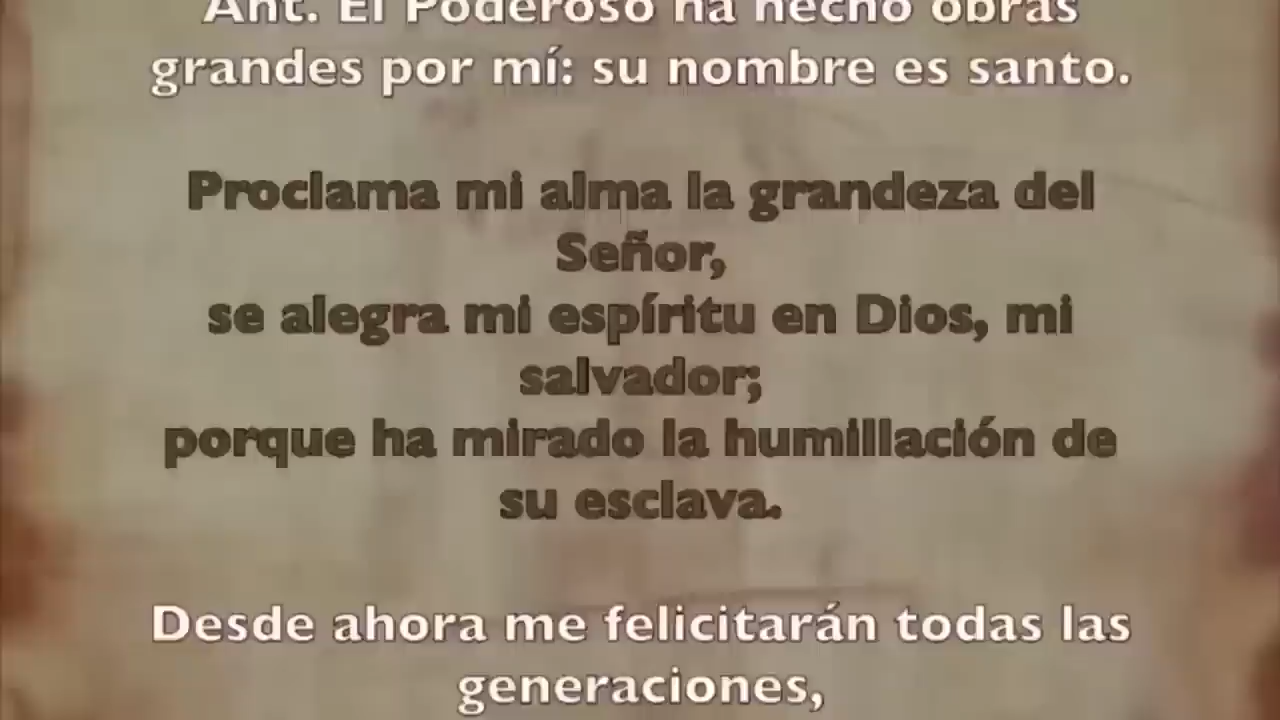 Ant. El Poderoso ha hecho obras
grandes por mí: su nombre es santo.
Proclama mi alma la grandeza del
Señor,
se alegra mi espíritu en Dios, mi
salvador;
porque ha mirado la humillación de
su esclava.
Desde ahora me felicitarán todas las
generaciones,